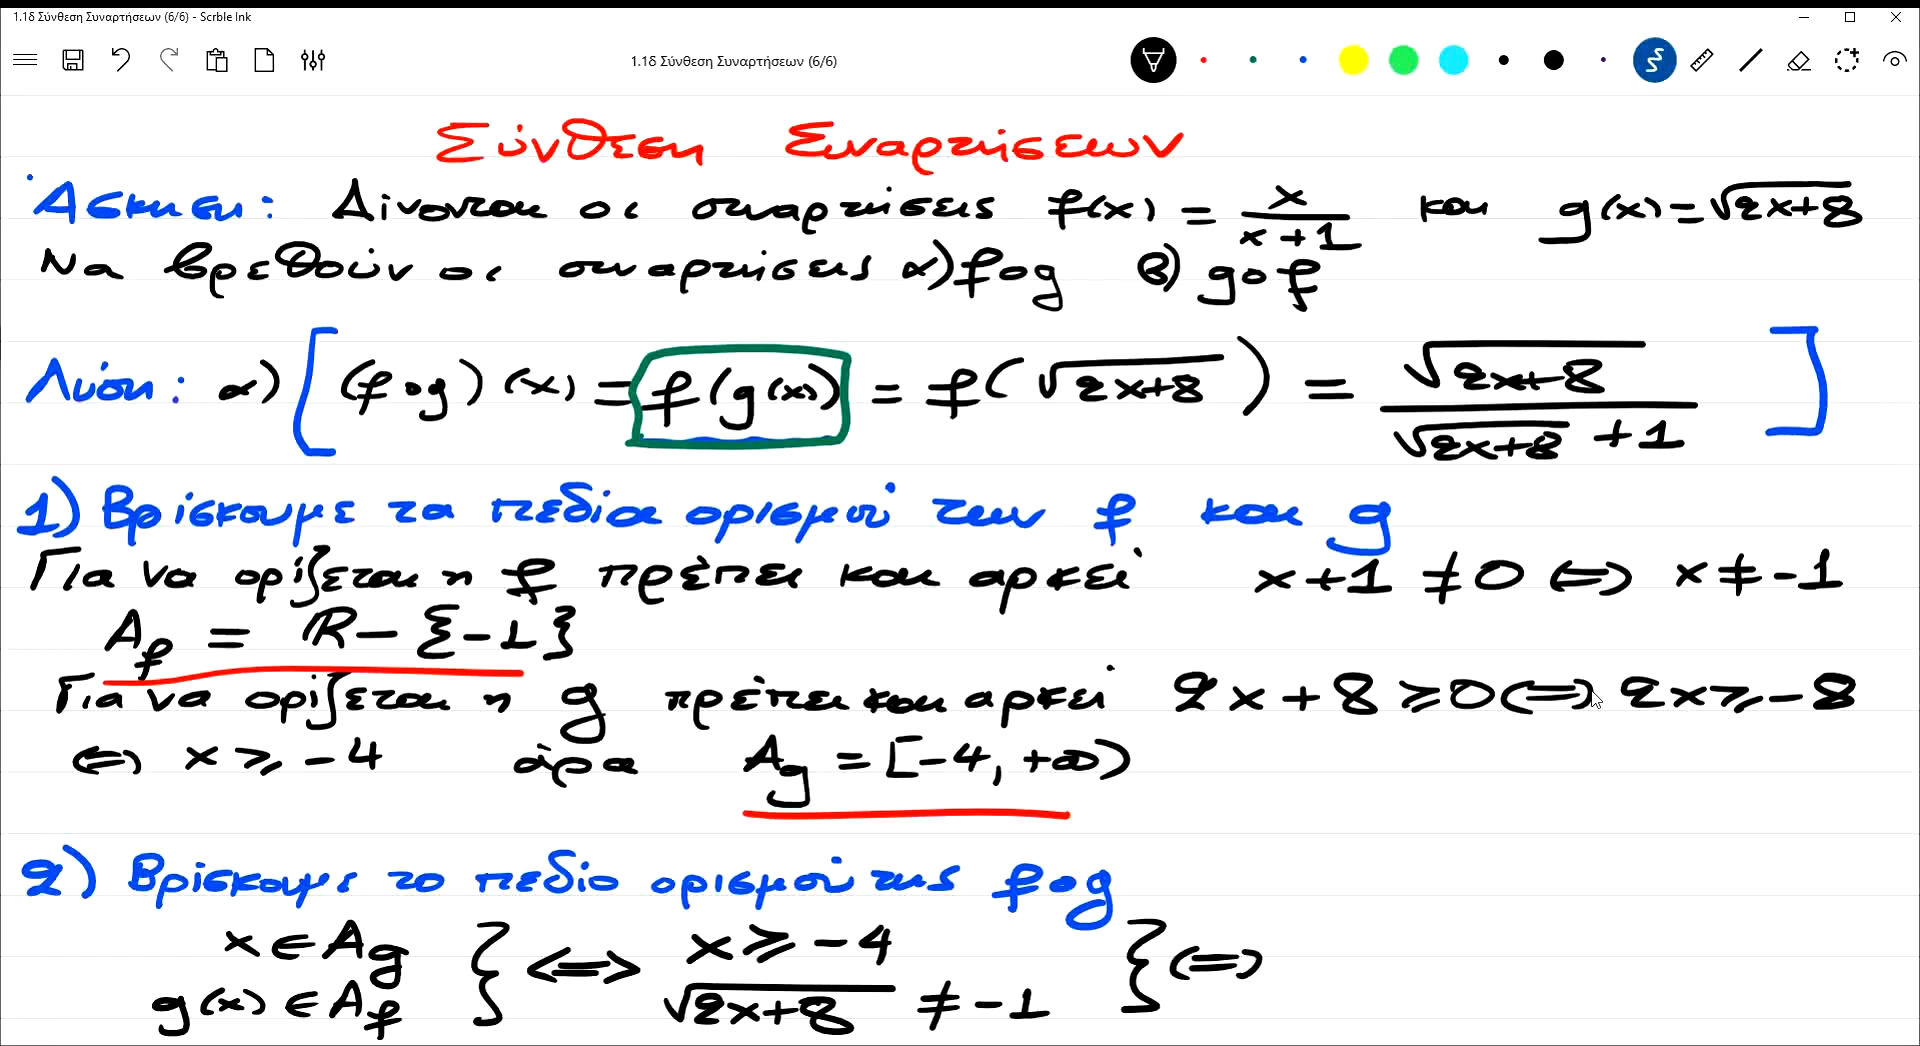 1.1δ Σύνθεση Συναρτήσεων (6/6) - Scrble Ink
1.1δ Σύνθεση Συναρτήσεων (6/6)
Σύνθεση Συναρτήσεων
Άσκηση: Δίνονται οι συναρτήσεις f(x) = x/(x+1) και g(x) = √(2x+8)
Να βρεθούν οι συναρτήσεις α) fog β) gof
Λύση: α) [ (fog)(x) = f(g(x)) = f(√(2x+8)) = √(2x+8)/(√(2x+8) + 1) ]
1) Βρίσκουμε τα πεδία ορισμού των f και g
Για να ορίζεται η f πρέπει και αρκεί x+1 ≠ 0 ⇔ x ≠ -1
A_f = ℝ - {-1}
Για να ορίζεται η g πρέπει και αρκεί 2x+8 ≥ 0 ⇔ 2x ≥ -8
⇔ x ≥ -4 άρα A_g = [-4, +∞)
2) Βρίσκουμε το πεδίο ορισμού της fog
x ∈ A_g } ⇔ x ≥ -4 } ⇔
g(x) ∈ A_f √(2x+8) ≠ -1